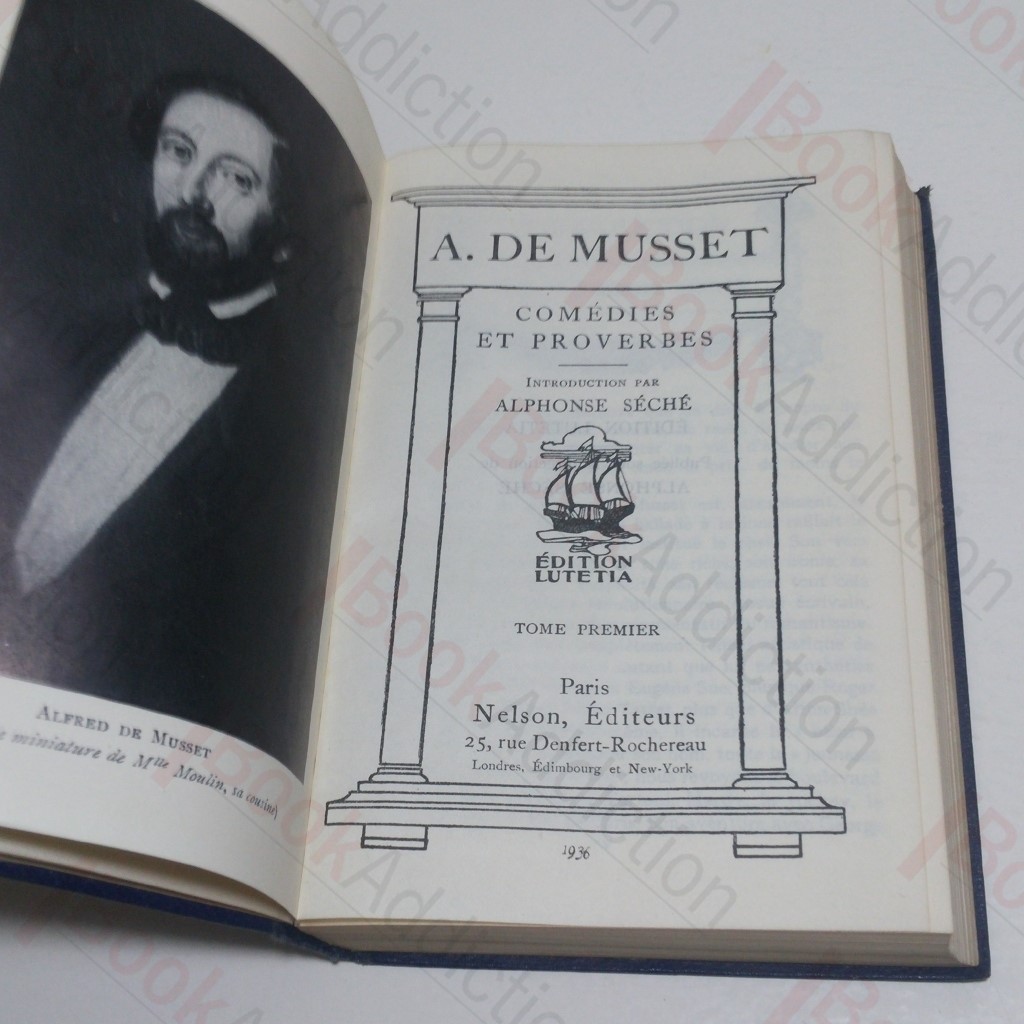 ALFRED DE MUSSET
miniature de Mlle Moulin, sa cousine)
A. DE MUSSET
COMÉDIES
ET PROVERBES
INTRODUCTION PAR
ALPHONSE SÉCHÉ
ÉDITION
LUTETIA
TOME PREMIER
Paris
Nelson, Éditeurs
25, rue Denfert-Rochereau
Londres, Édimbourg et New-York
1936
BookAddiction